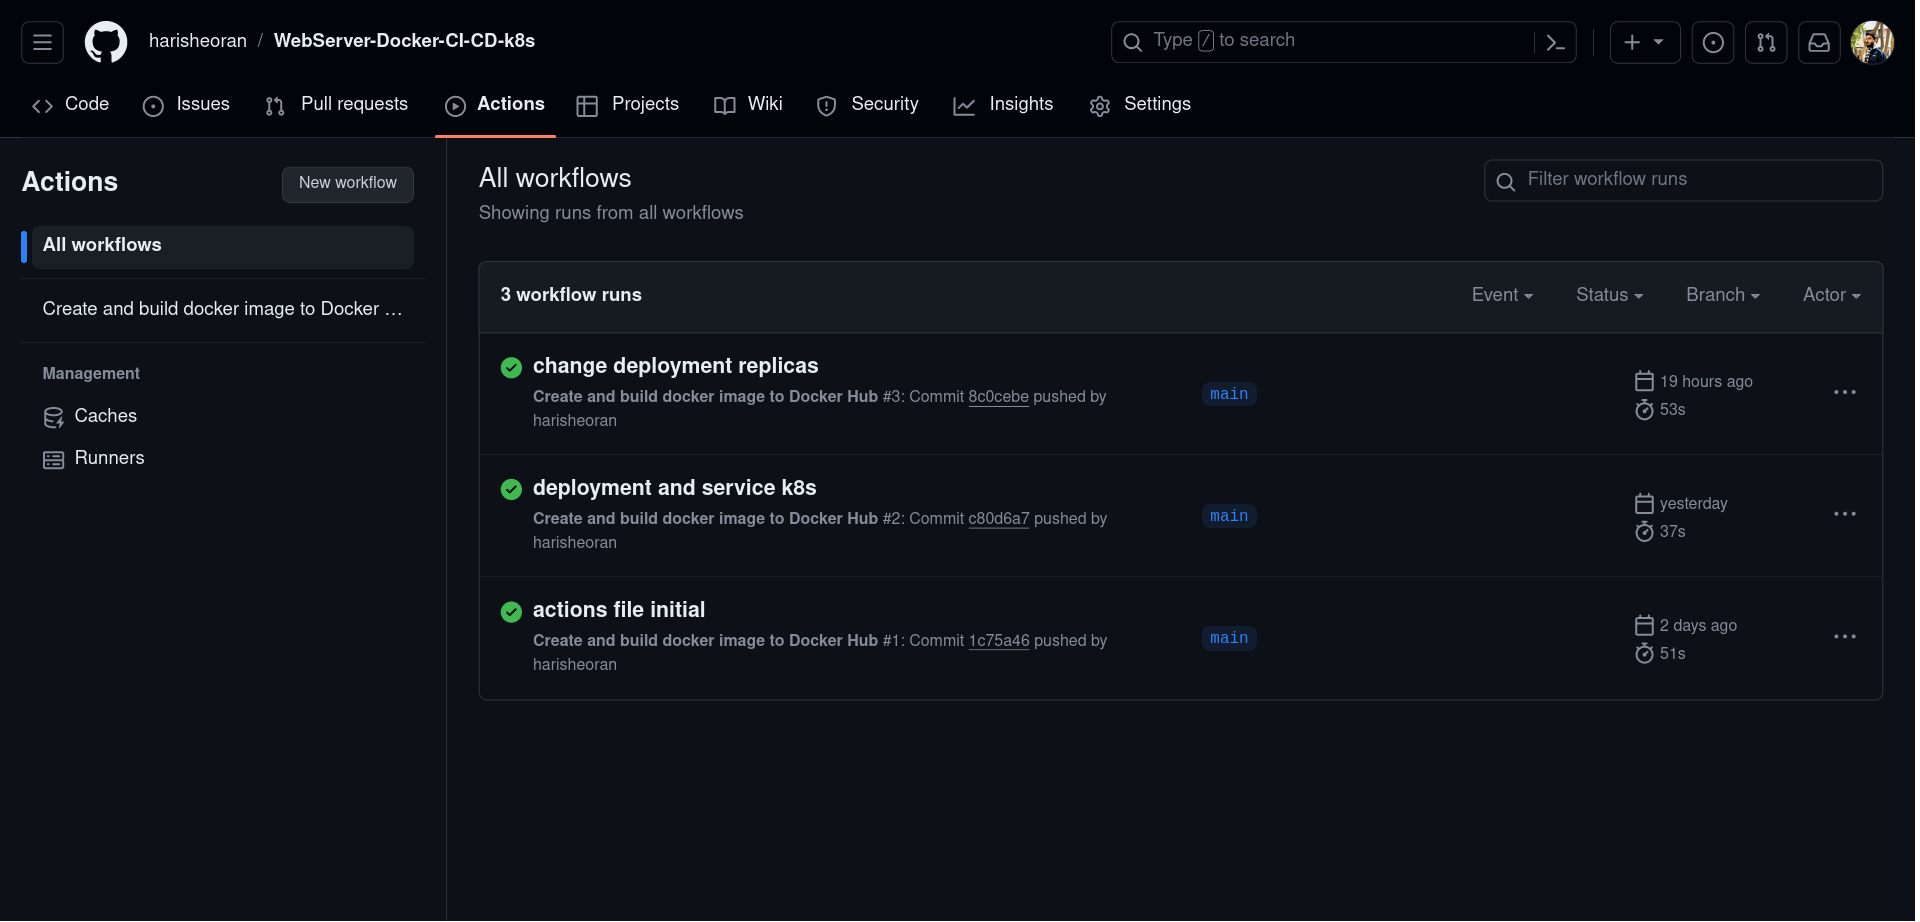 harisheoran / WebServer-Docker-CI-CD-k8s
Type / to search
Code Issues Pull requests Actions Projects Wiki Security Insights Settings
Actions
New workflow
All workflows
Create and build docker image to Docker ...
Management
Caches
Runners
All workflows
Showing runs from all workflows
Filter workflow runs
3 workflow runs
Event Status Branch Actor
change deployment replicas
Create and build docker image to Docker Hub #3: Commit 8c0cebe pushed by
harisheoran
main
19 hours ago
53s
deployment and service k8s
Create and build docker image to Docker Hub #2: Commit c80d6a7 pushed by
harisheoran
main
yesterday
37s
actions file initial
Create and build docker image to Docker Hub #1: Commit 1c75a46 pushed by
harisheoran
main
2 days ago
51s